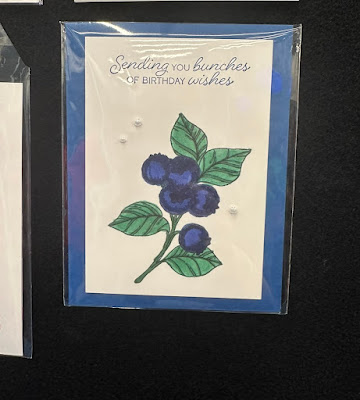 Sending YOU bunches
OF BIRTHDAY wishes